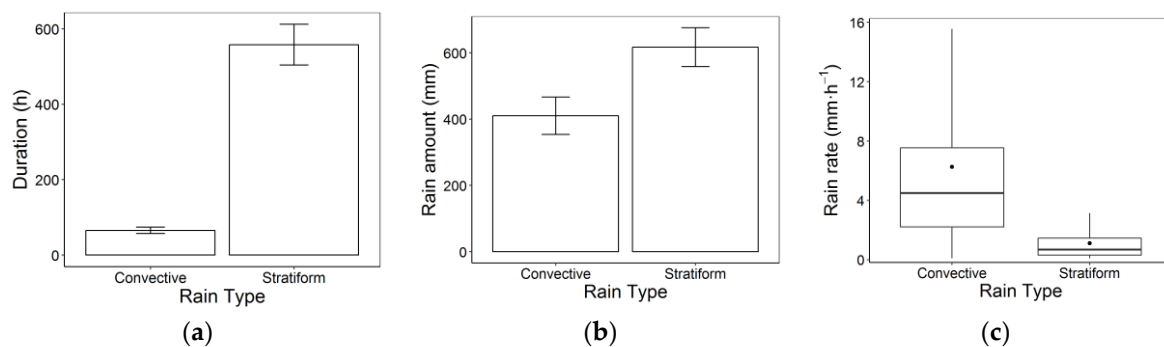 600
400
200
0
Duration (h)
Convective
Stratiform
Rain Type
(a)
600
400
200
0
Rain amount (mm)
Convective
Stratiform
Rain Type
(b)
16
12
8
4
0
Rain rate (mm·h⁻¹)
Convective
Stratiform
Rain Type
(c)